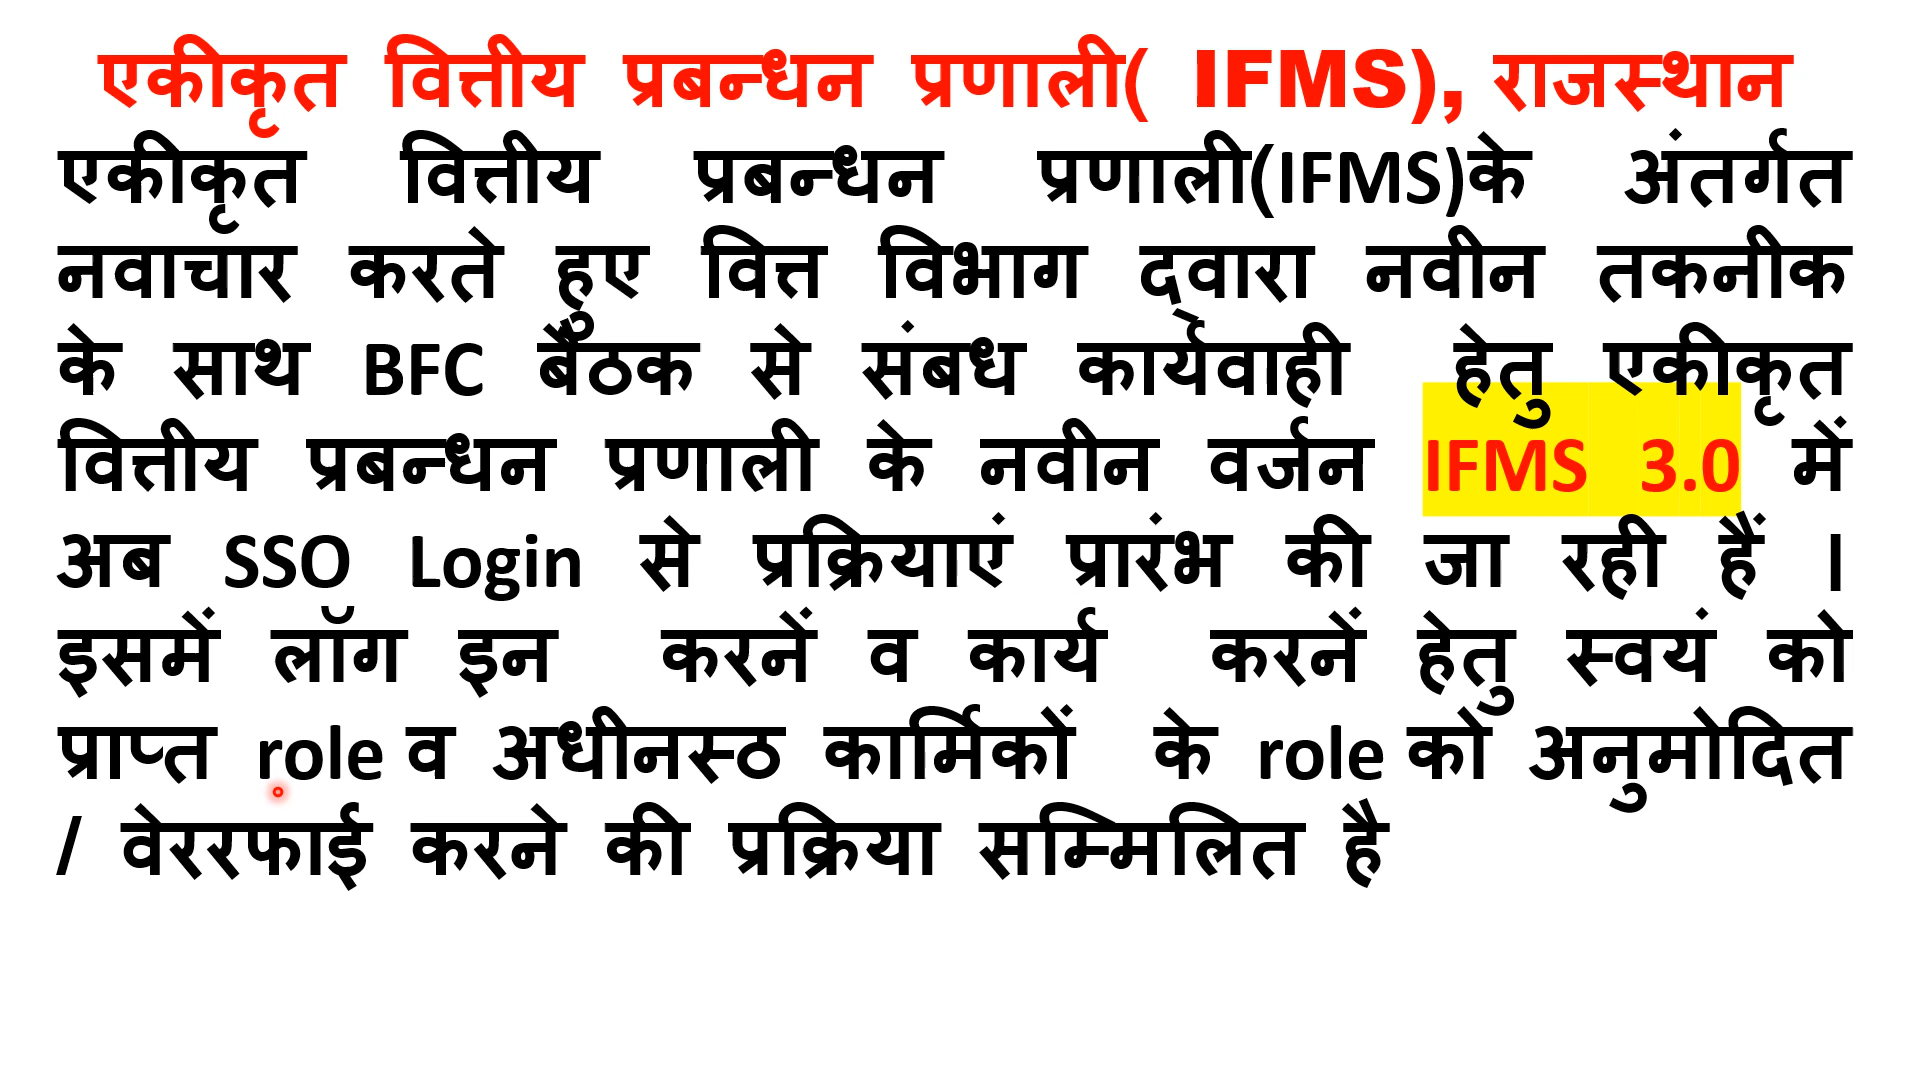 एकीकृत वित्तीय प्रबन्धन प्रणाली( IFMS), राजस्थान
एकीकृत वित्तीय प्रबन्धन प्रणाली(IFMS)के अंतर्गत
नवाचार करते हुए वित्त विभाग द्वारा नवीन तकनीक
के साथ BFC बैठक से संबध कार्यवाही हेतु एकीकृत
वित्तीय प्रबन्धन प्रणाली के नवीन वर्जन IFMS 3.0 में
अब SSO Login से प्रक्रियाएं प्रारंभ की जा रही हैं ।
इसमें लॉग इन करनें व कार्य करनें हेतु स्वयं को
प्राप्त role व अधीनस्ठ कार्मिकों के role को अनुमोदित
/ वेररफाई करने की प्रक्रिया सम्मिलित है